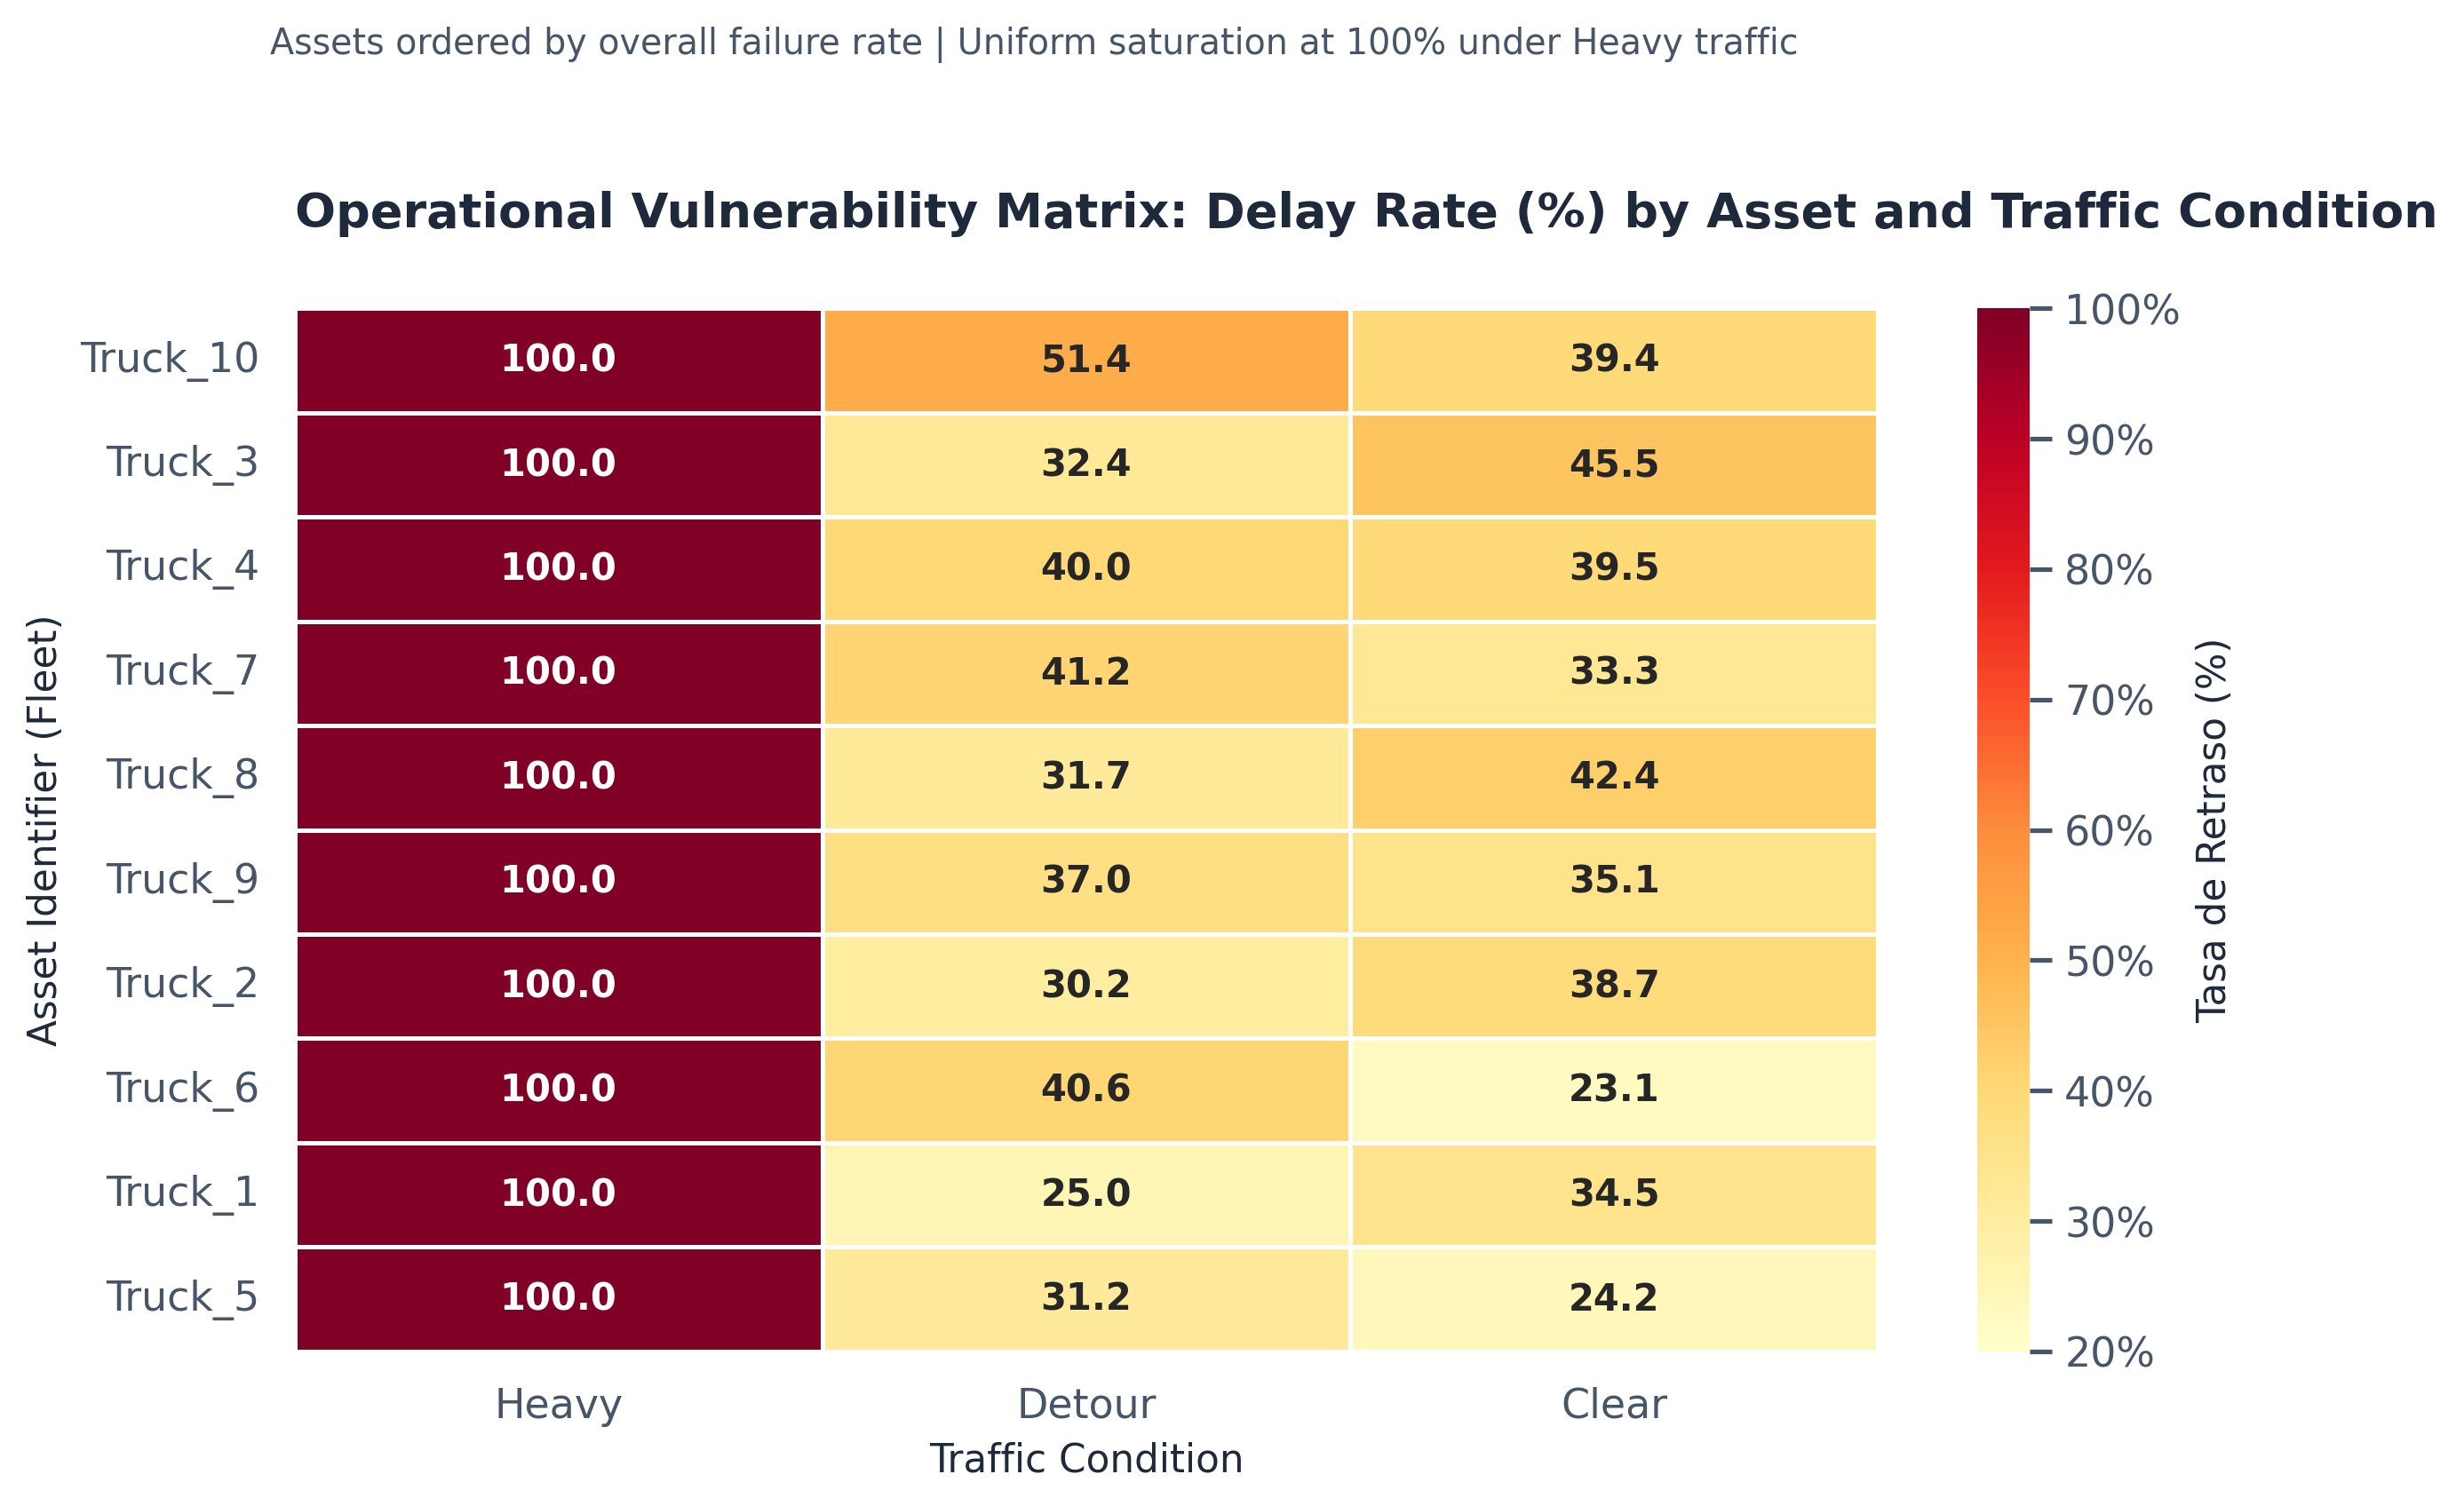 Assets ordered by overall failure rate | Uniform saturation at 100% under Heavy traffic
Operational Vulnerability Matrix: Delay Rate (%) by Asset and Traffic Condition
Asset Identifier (Fleet)
Truck_10 100.0 51.4 39.4
Truck_3 100.0 32.4 45.5
Truck_4 100.0 40.0 39.5
Truck_7 100.0 41.2 33.3
Truck_8 100.0 31.7 42.4
Truck_9 100.0 37.0 35.1
Truck_2 100.0 30.2 38.7
Truck_6 100.0 40.6 23.1
Truck_1 100.0 25.0 34.5
Truck_5 100.0 31.2 24.2
Heavy Detour Clear
Traffic Condition
100%
90%
80%
70%
60%
50%
40%
30%
20%
Tasa de Retraso (%)